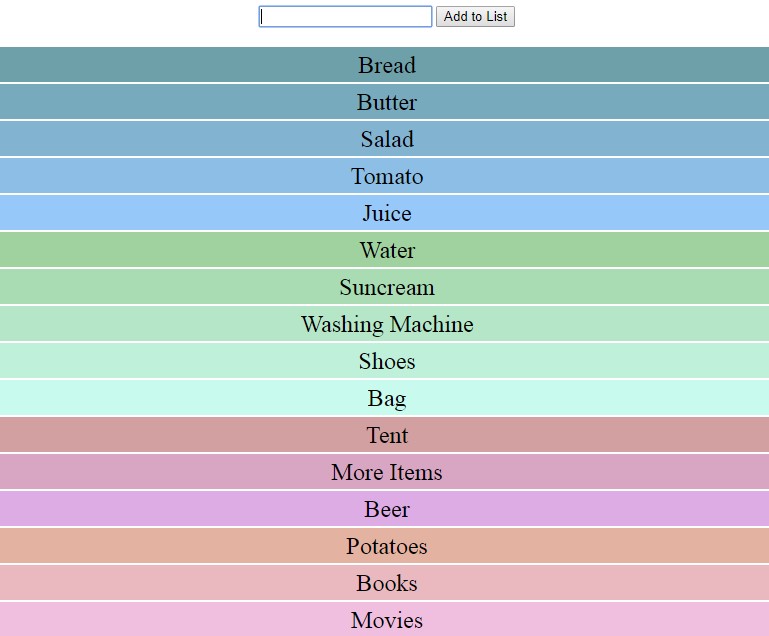 Add to List
Bread
Butter
Salad
Tomato
Juice
Water
Suncream
Washing Machine
Shoes
Bag
Tent
More Items
Beer
Potatoes
Books
Movies